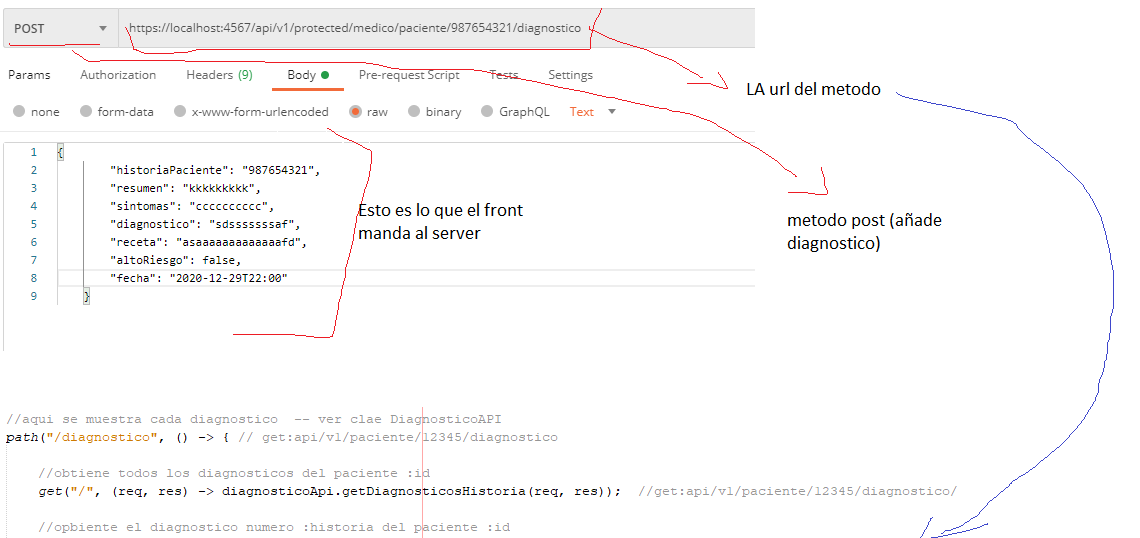 POST https://localhost:4567/api/v1/protected/medico/paciente/987654321/diagnostico
Params Authorization Headers (9) Body Pre-request Script Tests Settings
LA url del metodo
none form-data x-www-form-urlencoded raw binary GraphQL Text
1 {
2 "historiaPaciente": "987654321",
3 "resumen": "kkkkkkkkk",
4 "sintomas": "cccccccccc",
5 "diagnostico": "sdsssssssaf",
6 "receta": "asaaaaaaaaaaaaaafd",
7 "altoRiesgo": false,
8 "fecha": "2020-12-29T22:00"
9 }
Esto es lo que el front
manda al server
metodo post (añade
diagnostico)
//aqui se muestra cada diagnostico -- ver clae DiagnosticoAPI
path("/diagnostico", () -> { // get:api/v1/paciente/12345/diagnostico
//obtiene todos los diagnosticos del paciente :id
get("/", (req, res) -> diagnosticoApi.getDiagnosticosHistoria(req, res)); //get:api/v1/paciente/12345/diagnostico/
//opbiente el diagnostico numero :historia del paciente :id